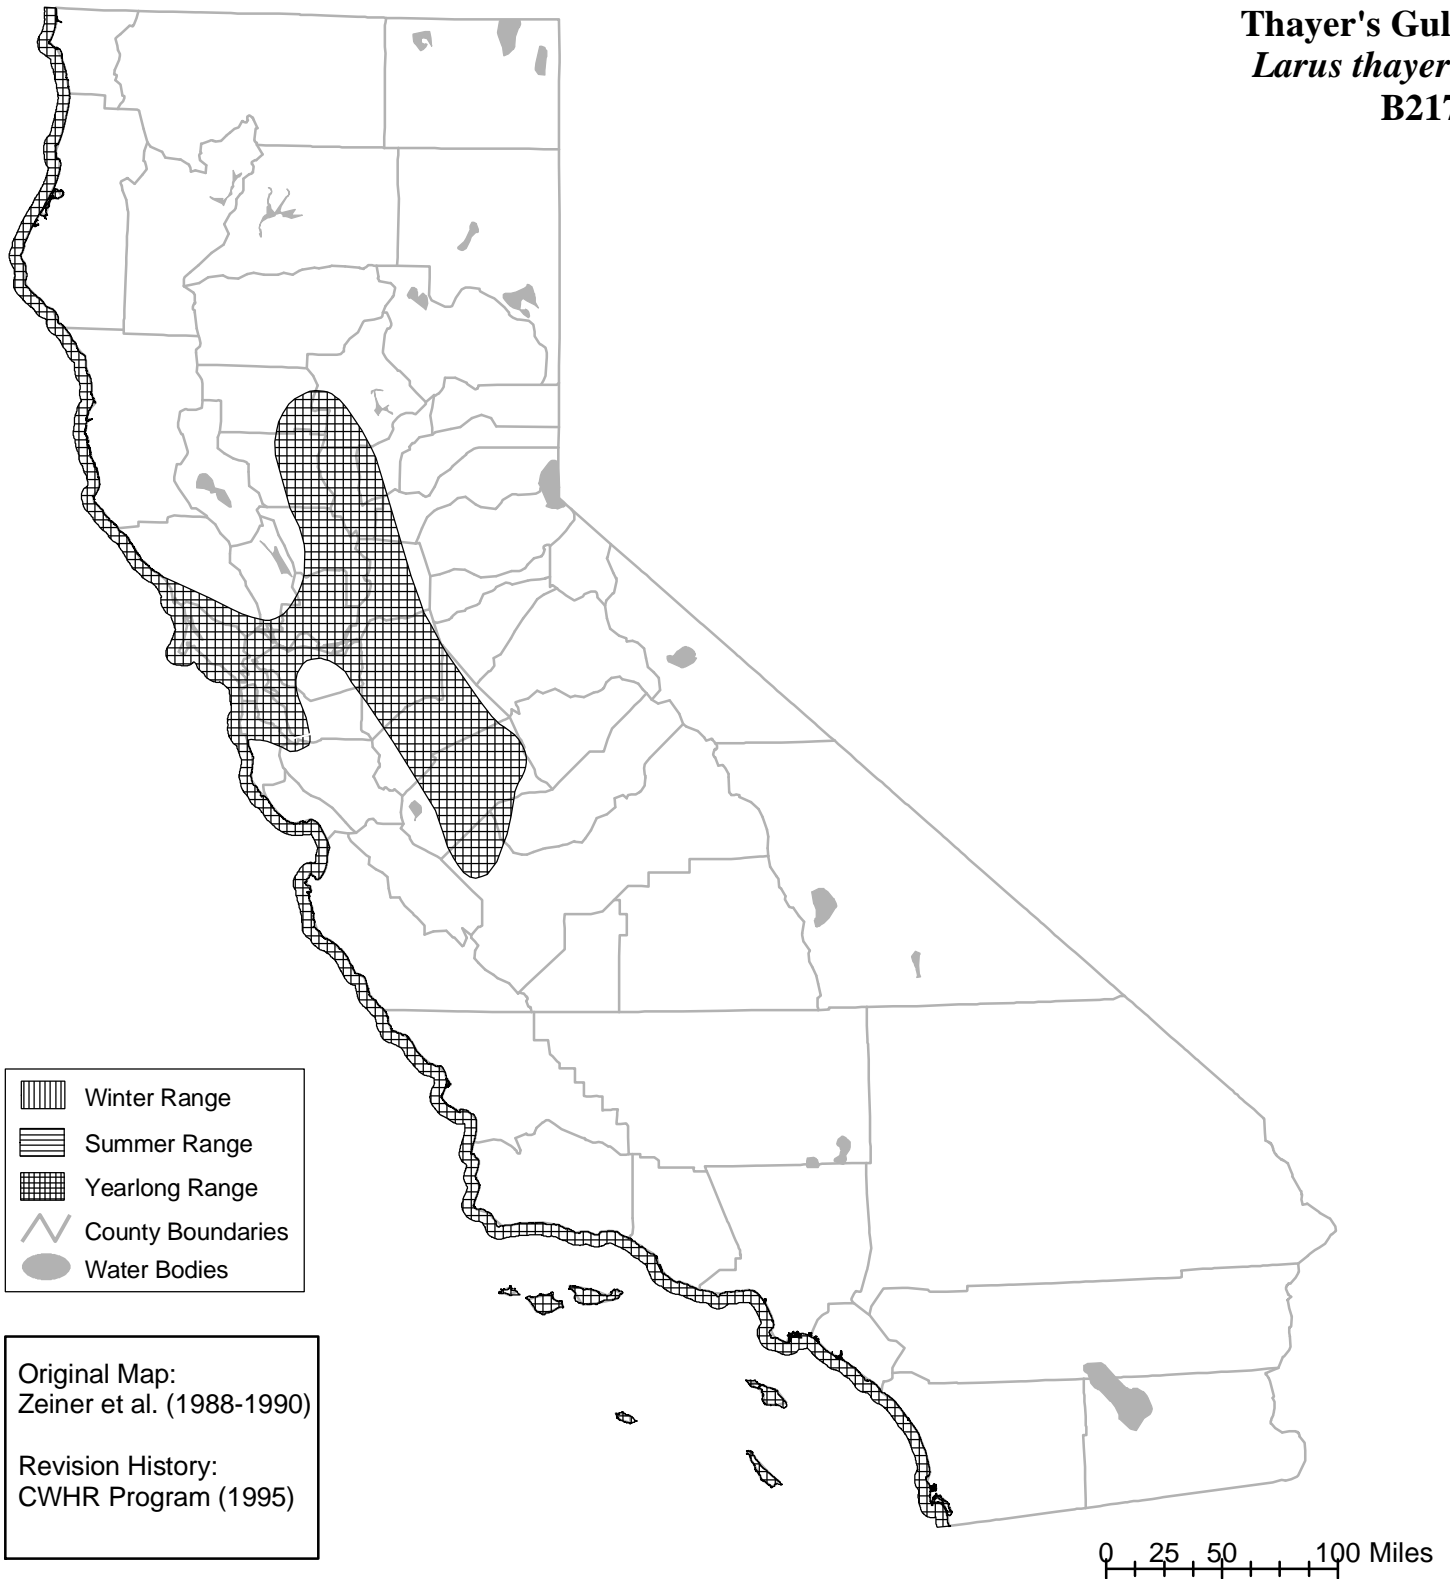 Thayer's Gul
Larus thayer
B217
Winter Range
Summer Range
Yearlong Range
County Boundaries
Water Bodies
Original Map:
Zeiner et al. (1988-1990)
Revision History:
CWHR Program (1995)
0 25 50 100 Miles